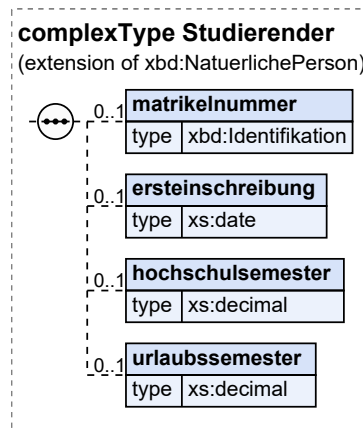 complexType Studierender
(extension of xbd:NatuerlichePerson)
0..1 matrikelnummer
type xbd:Identifikation
0..1 ersteinschreibung
type xs:date
0..1 hochschulsemester
type xs:decimal
0..1 urlaubssemester
type xs:decimal